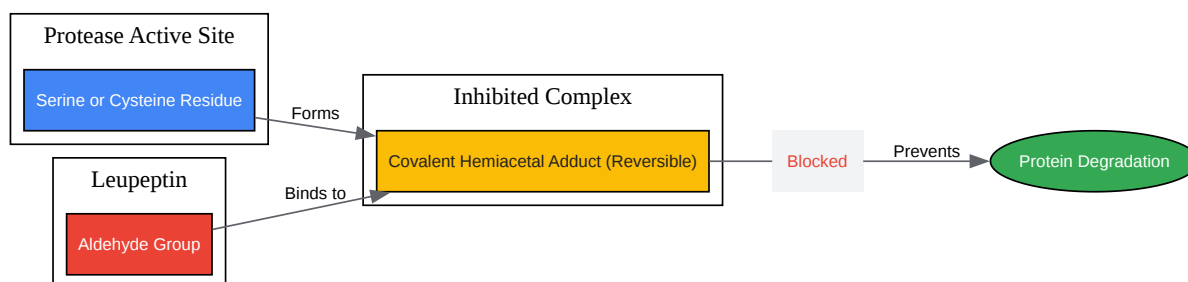 Protease Active Site
Serine or Cysteine Residue
Forms
Leupeptin
Aldehyde Group
Binds to
Inhibited Complex
Covalent Hemiacetal Adduct (Reversible)
Blocked
Prevents
Protein Degradation